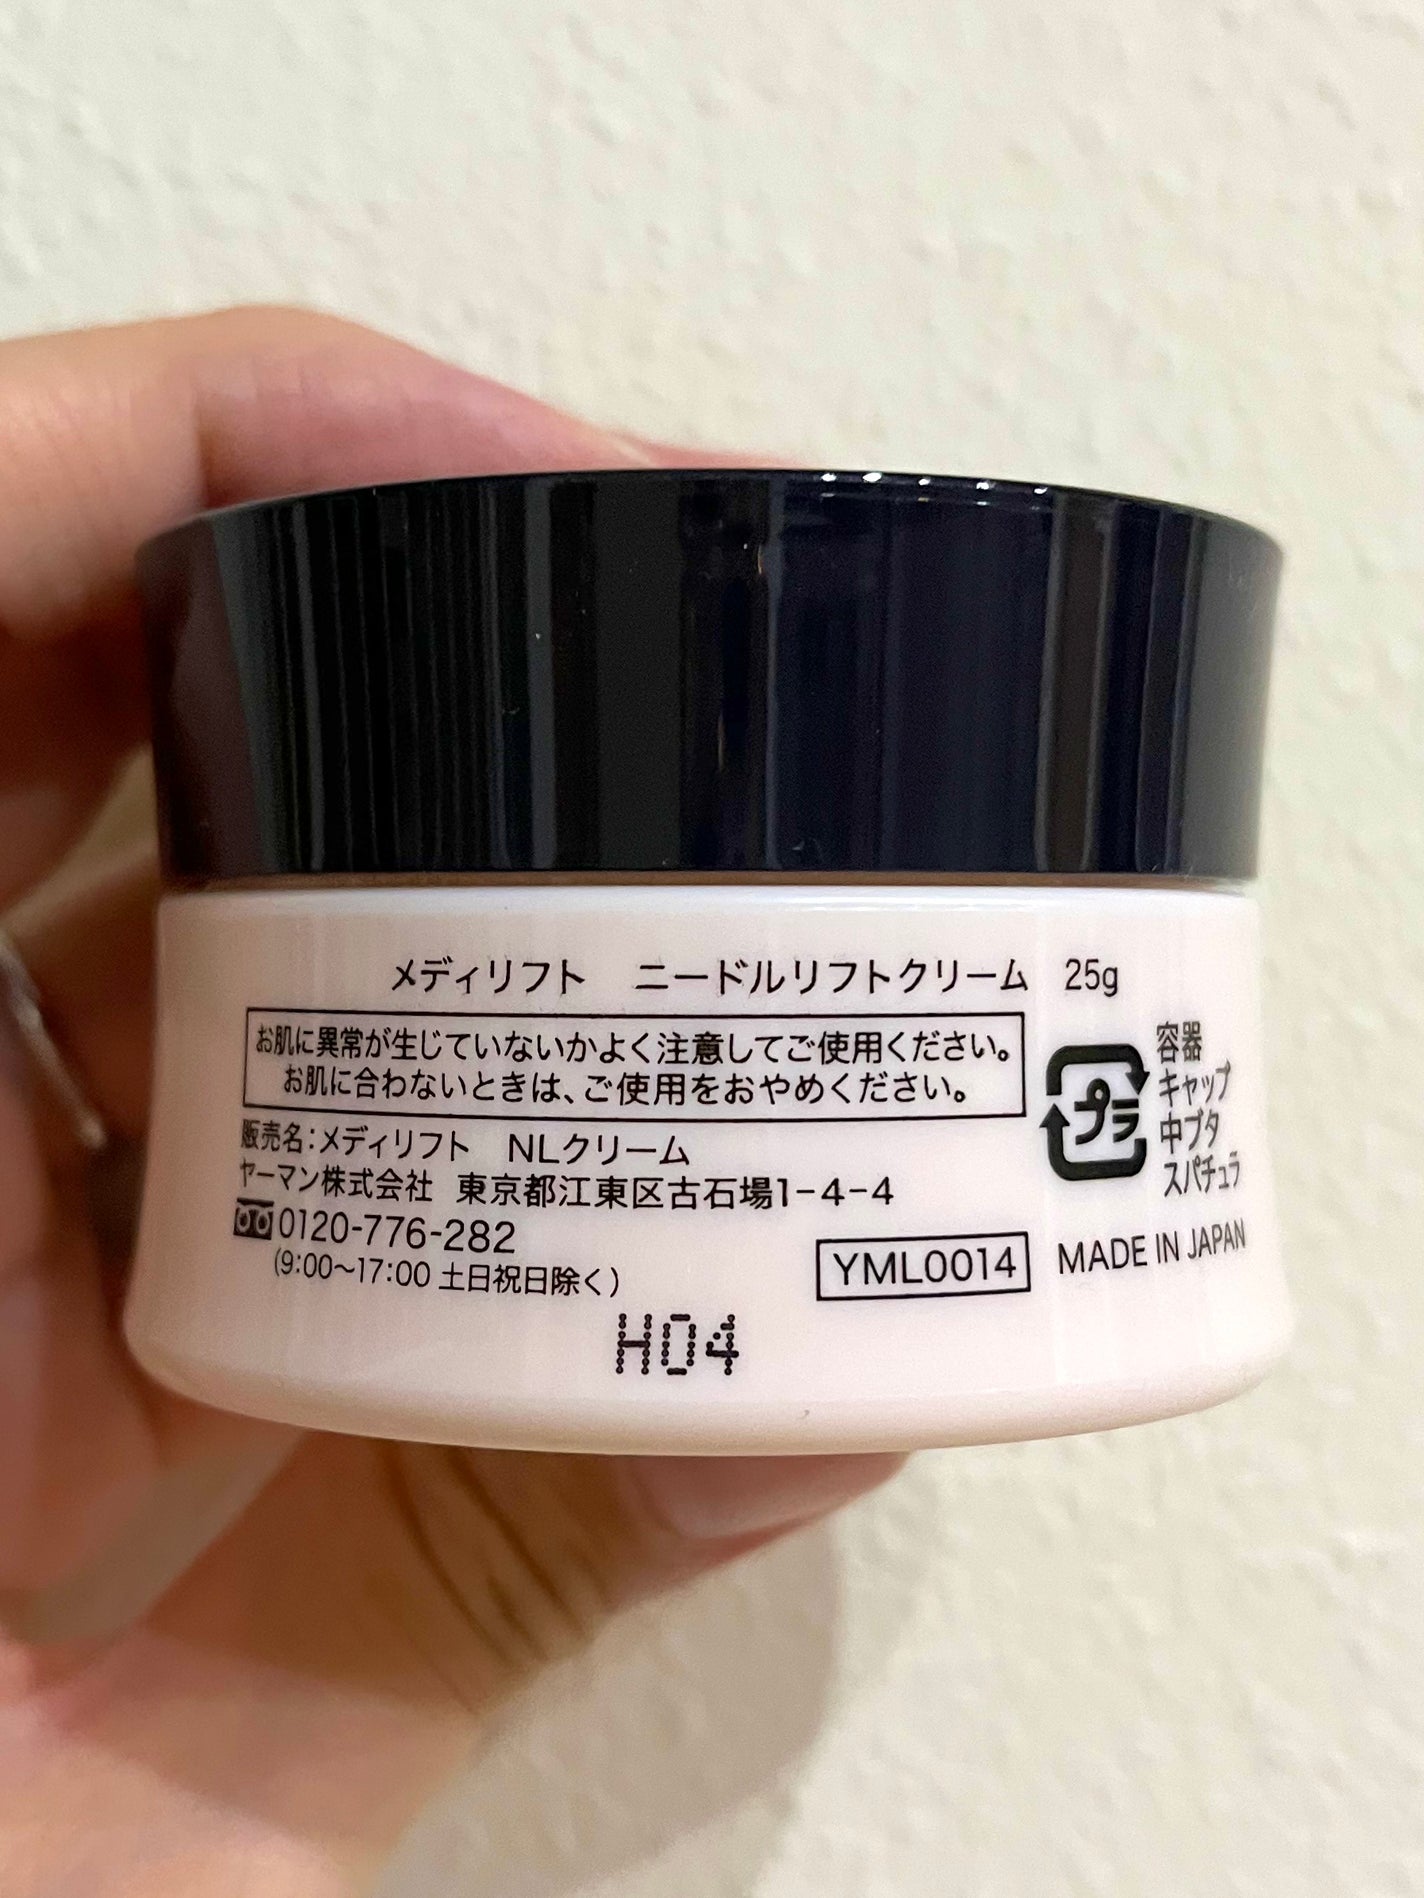 メディリフト　ニードルリフトクリーム　25g
お肌に異常が生じていないかよく注意してご使用ください。
お肌に合わないときは、ご使用をおやめください。
プラ
容器
キャップ
中ブタ
スパチュラ
販売名：メディリフト　NLクリーム
ヤーマン株式会社　東京都江東区古石場1-4-4
0120-776-282
（9：00〜17：00 土日祝日除く）
YML0014
MADE IN JAPAN
H04